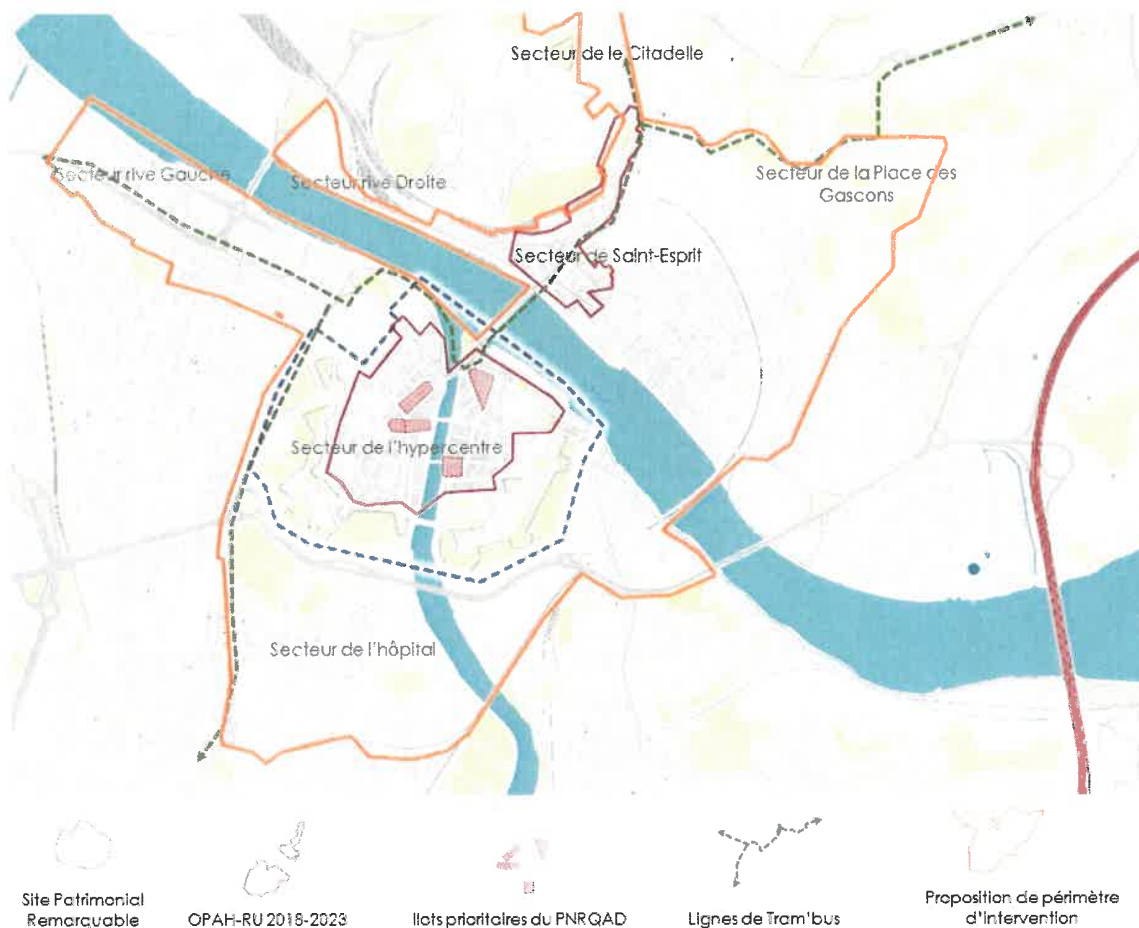 Secteur de le Citadelle
Secteur rive Gauche
Secteur rive Droite
Secteur de la Place des
Gascons
Secteur de Saint-Esprit
Secteur de l'hypercentre
Secteur de l'hôpital
Site Patrimonial
Remarquable
OPAH-RU 2018-2023
Ilots prioritaires du PNRQAD
Lignes de Tram'bus
Proposition de périmètre
d'intervention